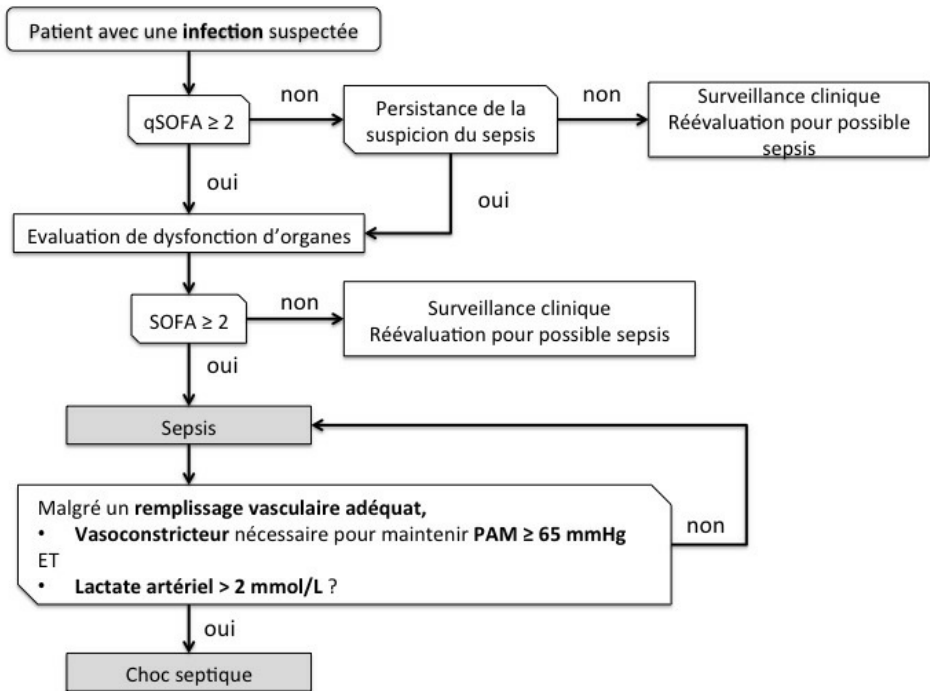 Patient avec une infection suspectée
qSOFA ≥ 2
non
Persistance de la
suspicion du sepsis
non
Surveillance clinique
Réévaluation pour possible
sepsis
oui
oui
Evaluation de dysfonction d'organes
SOFA ≥ 2
non
Surveillance clinique
Réévaluation pour possible sepsis
oui
Sepsis
Malgré un remplissage vasculaire adéquat,
• Vasoconstricteur nécessaire pour maintenir PAM ≥ 65 mmHg
ET
• Lactate artériel > 2 mmol/L ?
non
oui
Choc septique